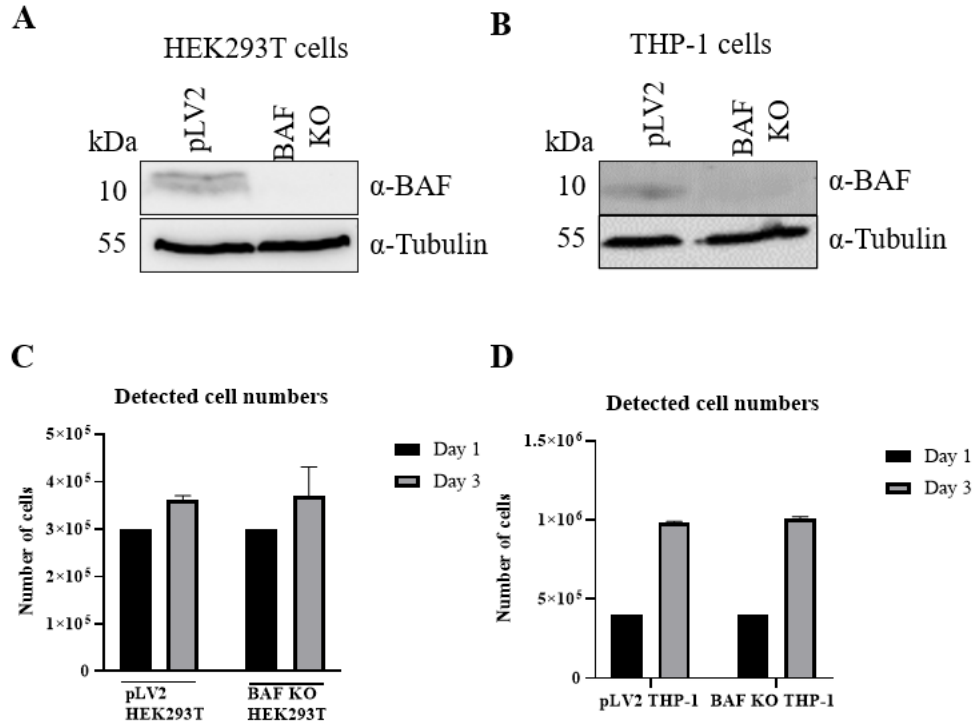 A
HEK293T cells
kDa
pLV2
BAF
KO
10
α-BAF
55
α-Tubulin
B
THP-1 cells
pLV2
BAF
KO
10
α-BAF
55
α-Tubulin
C
Detected cell numbers
Number of cells
5×10⁵
4×10⁵
3×10⁵
2×10⁵
1×10⁵
0
Day 1
Day 3
pLV2
HEK293T
BAF KO
HEK293T
D
Detected cell numbers
Number of cells
1.5×10⁶
1×10⁶
5×10⁵
0
Day 1
Day 3
pLV2 THP-1
BAF KO THP-1